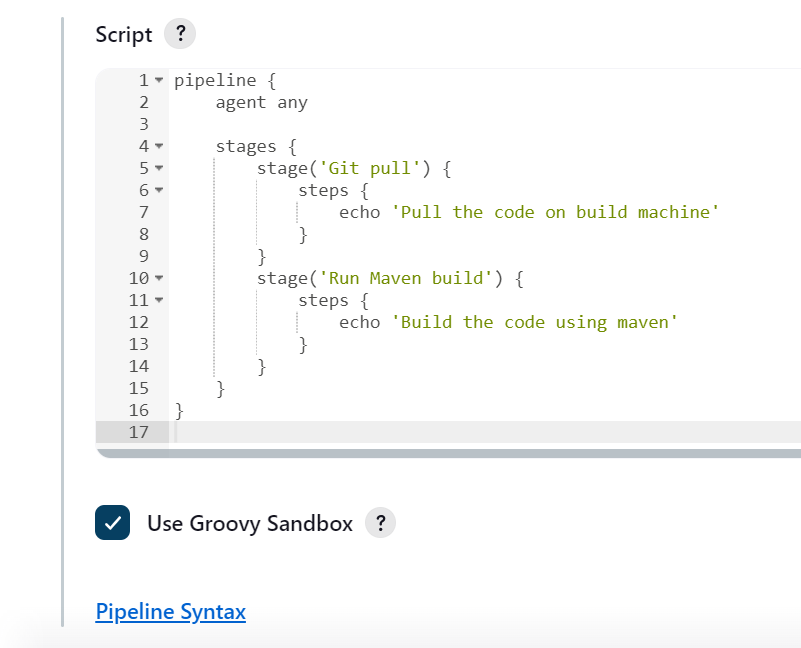 Script ?
1 pipeline {
2     agent any
3
4     stages {
5         stage('Git pull') {
6             steps {
7                 echo 'Pull the code on build machine'
8             }
9         }
10         stage('Run Maven build') {
11             steps {
12                 echo 'Build the code using maven'
13             }
14         }
15     }
16 }
17
Use Groovy Sandbox ?
Pipeline Syntax